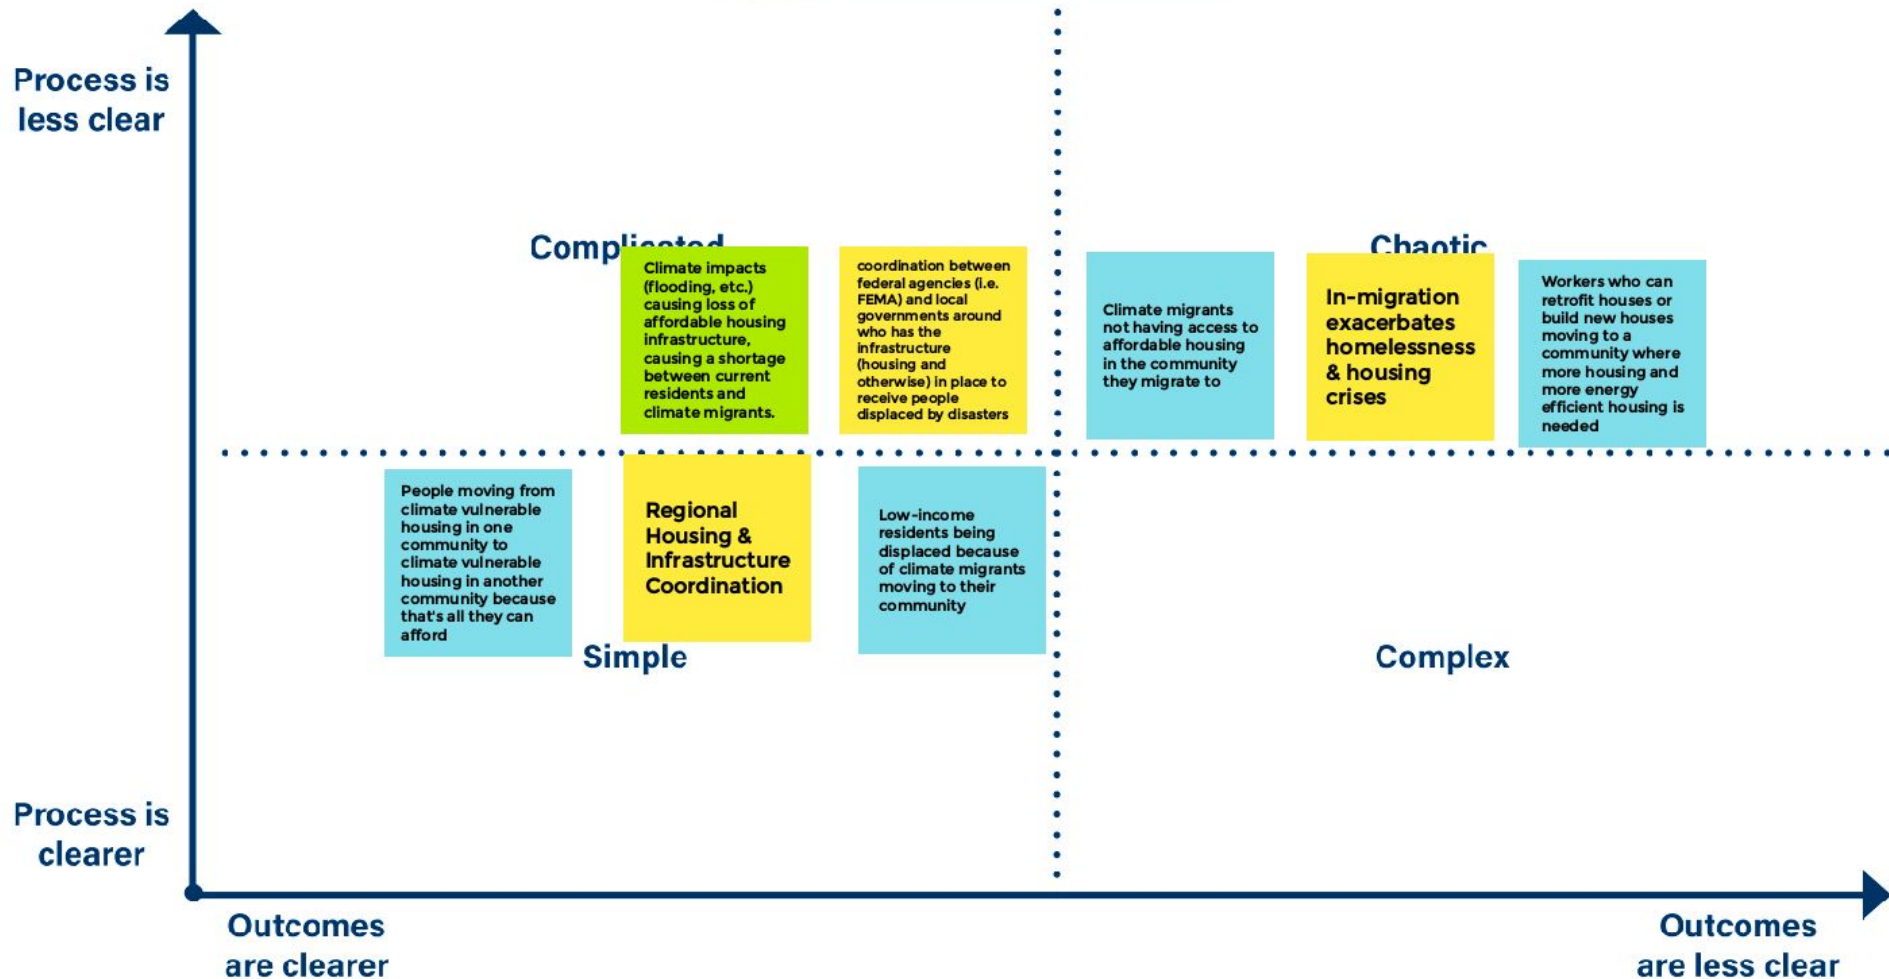 Process is
less clear
Complicated
Chaotic
Climate impacts
(flooding, etc.)
causing loss of
affordable housing
infrastructure,
causing a shortage
between current
residents and
climate migrants.
coordination between
federal agencies (i.e.
FEMA) and local
governments around
who has the
infrastructure
(housing and
otherwise) in place to
receive people
displaced by disasters
Climate migrants
not having access to
affordable housing
in the community
they migrate to
In-migration
exacerbates
homelessness
& housing
crises
Workers who can
retrofit houses or
build new houses
moving to a
community where
more housing and
more energy
efficient housing is
needed
People moving from
climate vulnerable
housing in one
community to
climate vulnerable
housing in another
community because
that's all they can
afford
Regional
Housing &
Infrastructure
Coordination
Low-income
residents being
displaced because
of climate migrants
moving to their
community
Simple
Complex
Process is
clearer
Outcomes
are clearer
Outcomes
are less clear